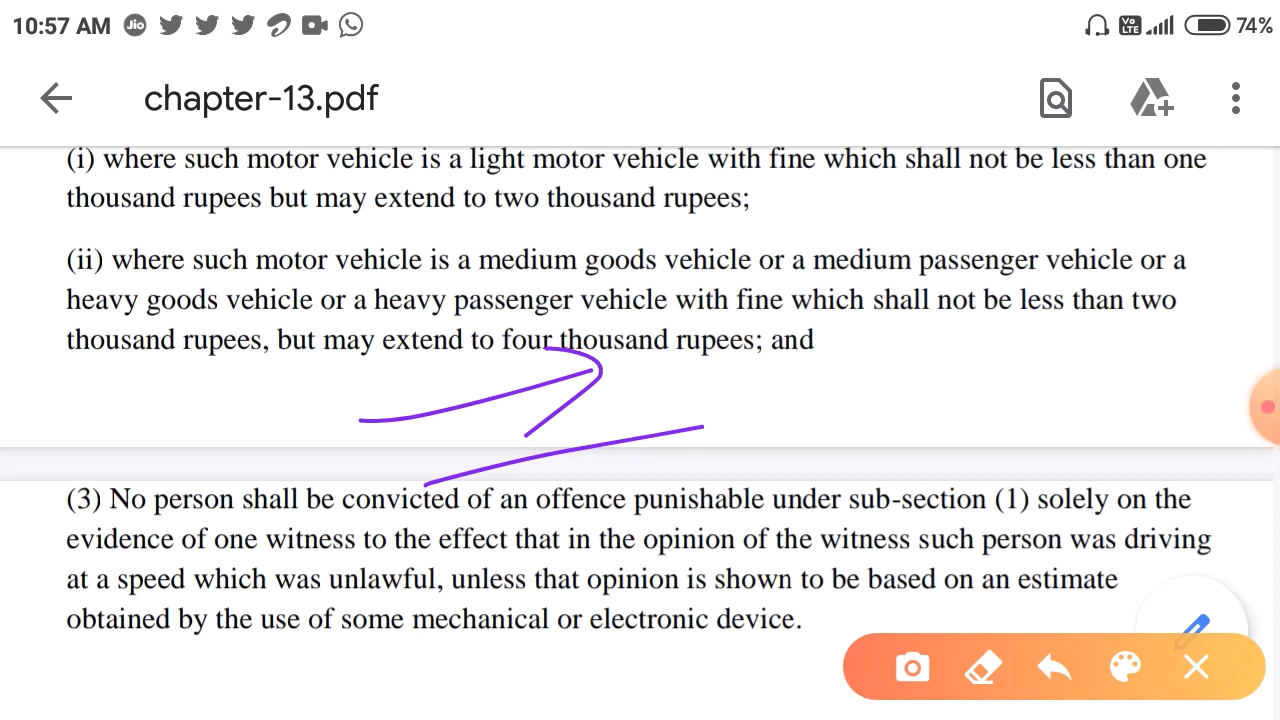 10:57 AM Jio Vo LTE 74%
chapter-13.pdf
(i) where such motor vehicle is a light motor vehicle with fine which shall not be less than one
thousand rupees but may extend to two thousand rupees;
(ii) where such motor vehicle is a medium goods vehicle or a medium passenger vehicle or a
heavy goods vehicle or a heavy passenger vehicle with fine which shall not be less than two
thousand rupees, but may extend to four thousand rupees; and
(3) No person shall be convicted of an offence punishable under sub-section (1) solely on the
evidence of one witness to the effect that in the opinion of the witness such person was driving
at a speed which was unlawful, unless that opinion is shown to be based on an estimate
obtained by the use of some mechanical or electronic device.